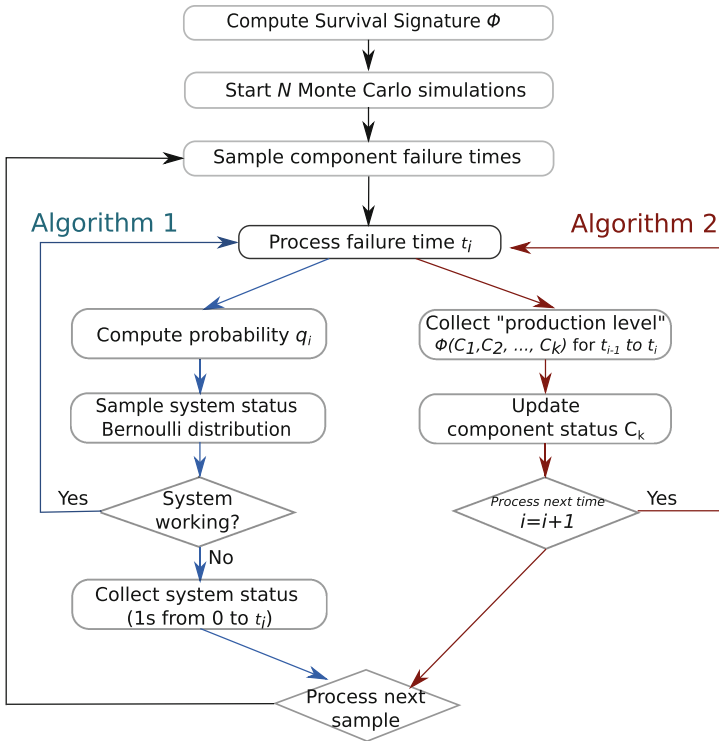 Compute Survival Signature Φ
Start N Monte Carlo simulations
Sample component failure times
Algorithm 1
Algorithm 2
Process failure time tᵢ
Compute probability qᵢ
Collect "production level"
Φ(C₁,C₂, ..., Cₖ) for tᵢ₋₁ to tᵢ
Sample system status
Bernoulli distribution
Update
component status Cₖ
Yes
System
working?
Process next time
i=i+1
Yes
No
Collect system status
(1s from 0 to tᵢ)
Process next
sample